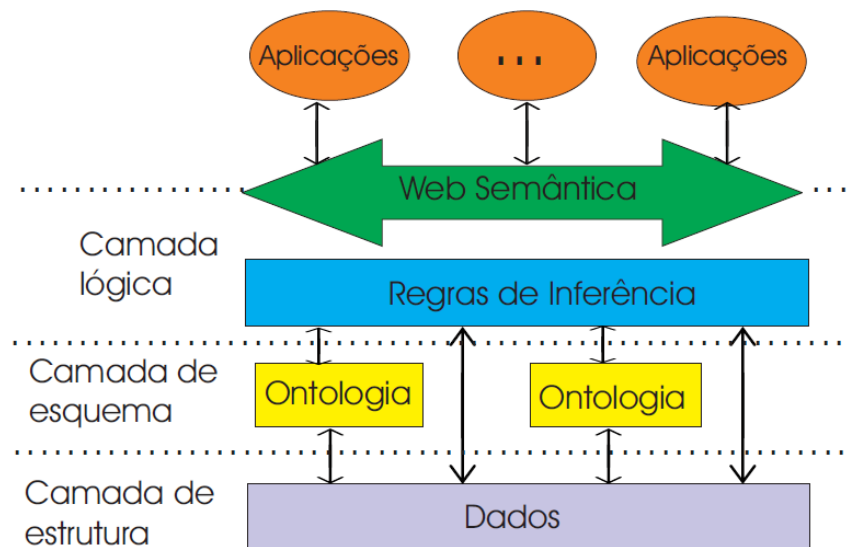 Aplicações
...
Aplicações
Web Semântica
Camada
lógica
Regras de Inferência
Camada de
esquema
Ontologia
Ontologia
Camada de
estrutura
Dados